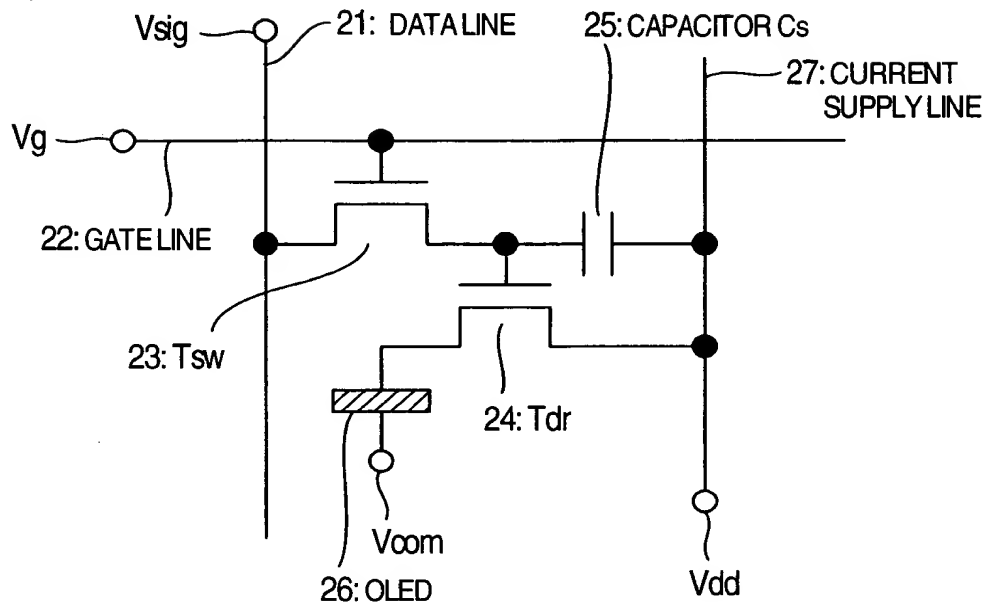 Vsig
21: DATA LINE
25: CAPACITOR Cs
27: CURRENT
SUPPLY LINE
Vg
22: GATE LINE
23: Tsw
24: Tdr
Vcom
26: OLED
Vdd